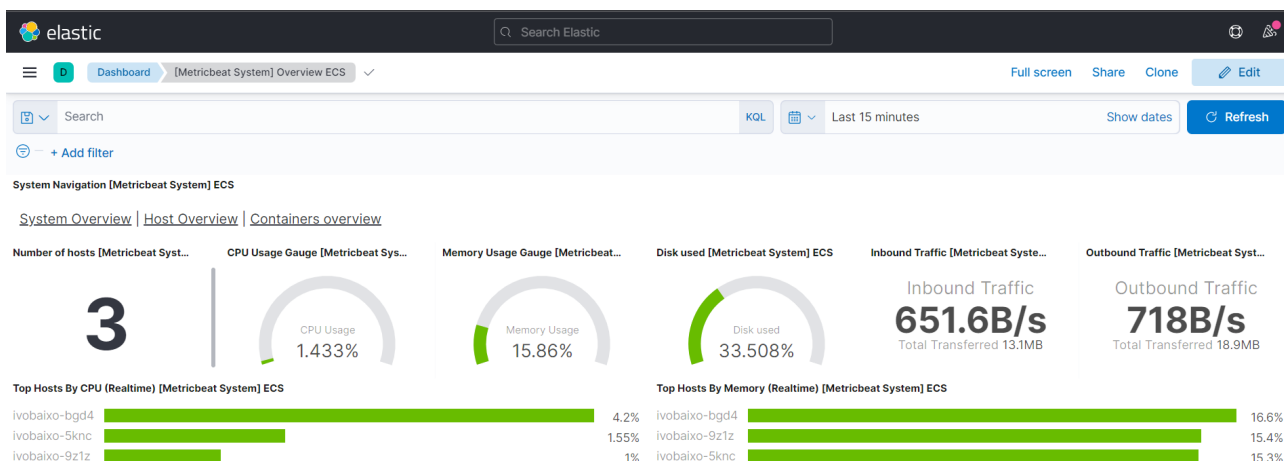 elastic
Search Elastic
D Dashboard [Metricbeat System] Overview ECS Full screen Share Clone Edit
Search KQL Last 15 minutes Show dates Refresh
+ Add filter
System Navigation [Metricbeat System] ECS
System Overview | Host Overview | Containers overview
Number of hosts [Metricbeat Syst...
3
CPU Usage Gauge [Metricbeat Sys...
CPU Usage
1.433%
Memory Usage Gauge [Metricbeat...
Memory Usage
15.86%
Disk used [Metricbeat System] ECS
Disk used
33.508%
Inbound Traffic [Metricbeat Syste...
Inbound Traffic
651.6B/s
Total Transferred 13.1MB
Outbound Traffic [Metricbeat Syst...
Outbound Traffic
718B/s
Total Transferred 18.9MB
Top Hosts By CPU (Realtime) [Metricbeat System] ECS
ivobaixo-bgd4 4.2%
ivobaixo-5knc 1.55%
ivobaixo-9z1z 1%
Top Hosts By Memory (Realtime) [Metricbeat System] ECS
ivobaixo-bgd4 16.6%
ivobaixo-9z1z 15.4%
ivobaixo-5knc 15.3%